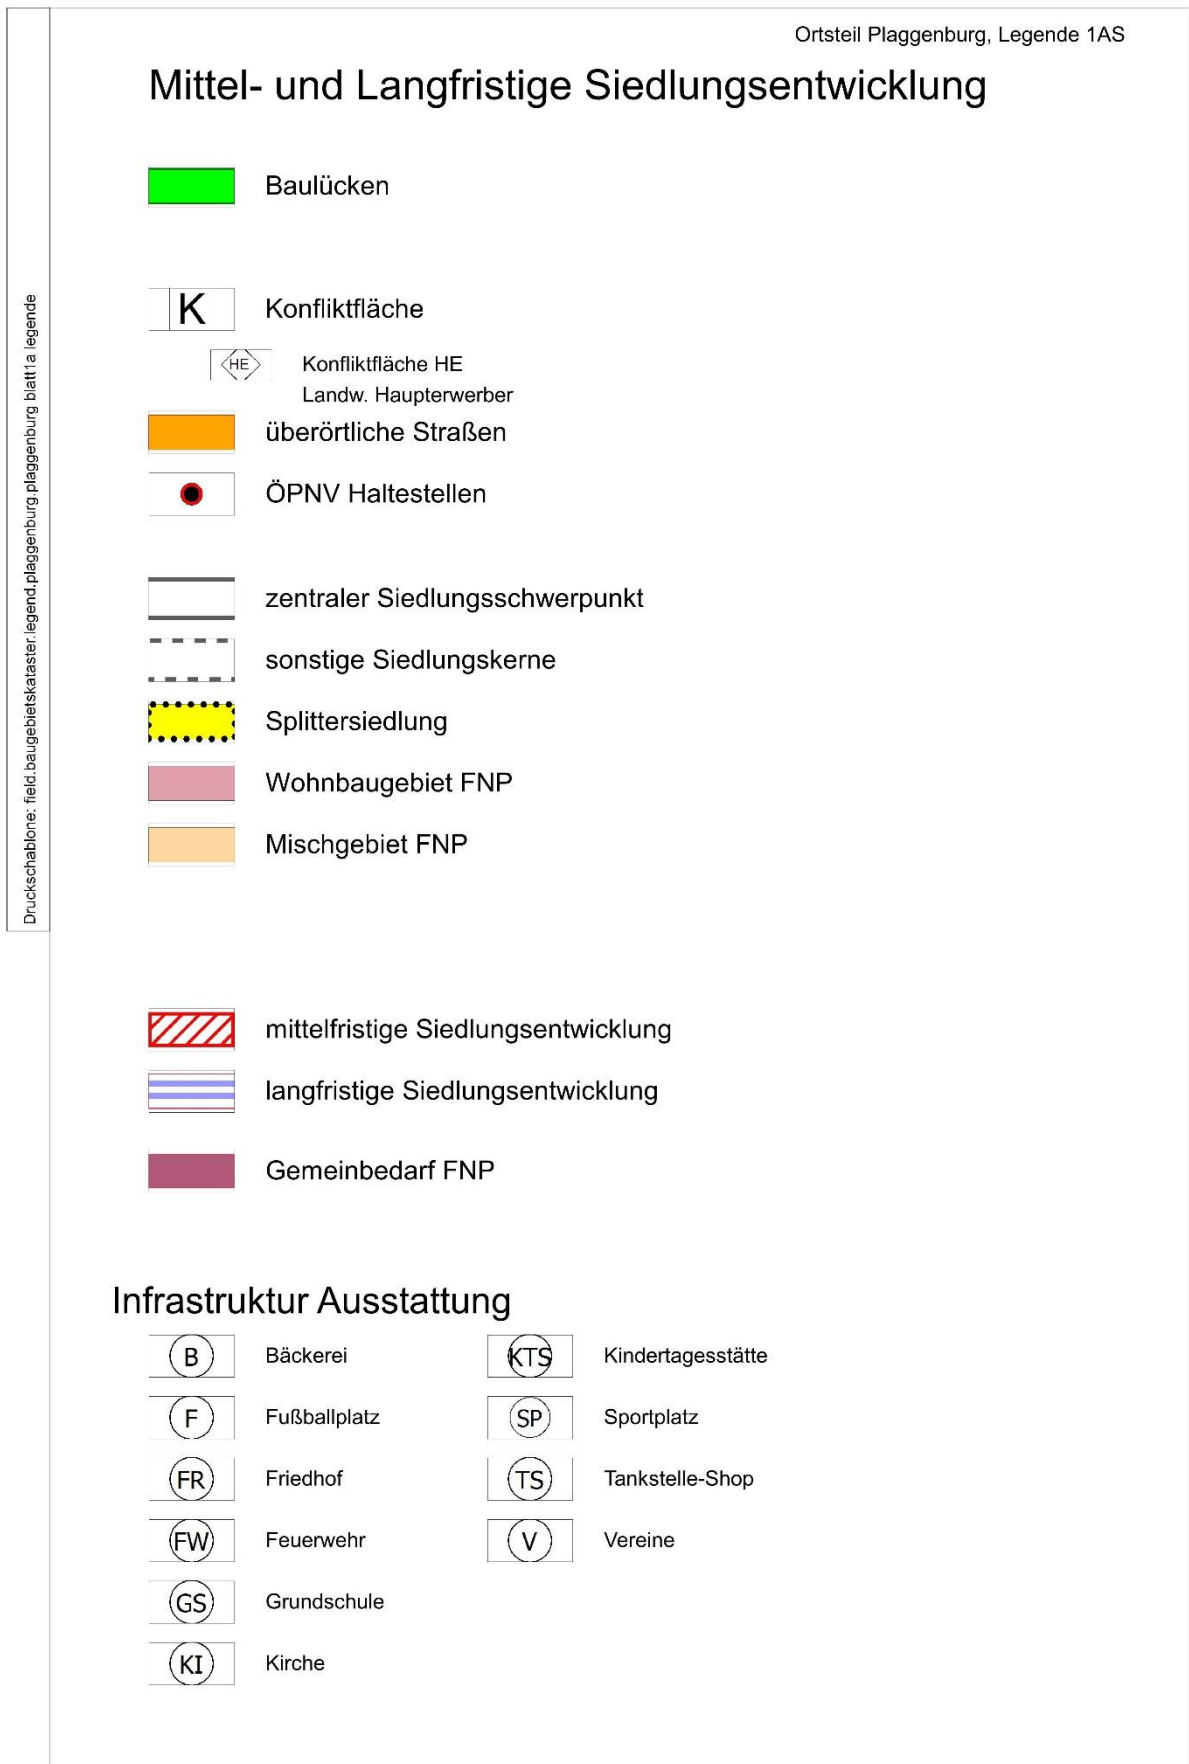 Ortsteil Plaggenburg, Legende 1AS
Mittel- und Langfristige Siedlungsentwicklung
Baulücken
K Konfliktfläche
HE Konfliktfläche HE
Landw. Haupterwerber
überörtliche Straßen
ÖPNV Haltestellen
zentraler Siedlungsschwerpunkt
sonstige Siedlungskerne
Splittersiedlung
Wohnbaugebiet FNP
Mischgebiet FNP
mittelfristige Siedlungsentwicklung
langfristige Siedlungsentwicklung
Gemeinbedarf FNP
Druckschablone: field.baugebietskataster.legend.plaggenburg.plaggenburg blatt1a legende
Infrastruktur Ausstattung
B Bäckerei KTS Kindertagesstätte
F Fußballplatz SP Sportplatz
FR Friedhof TS Tankstelle-Shop
FW Feuerwehr V Vereine
GS Grundschule
KI Kirche